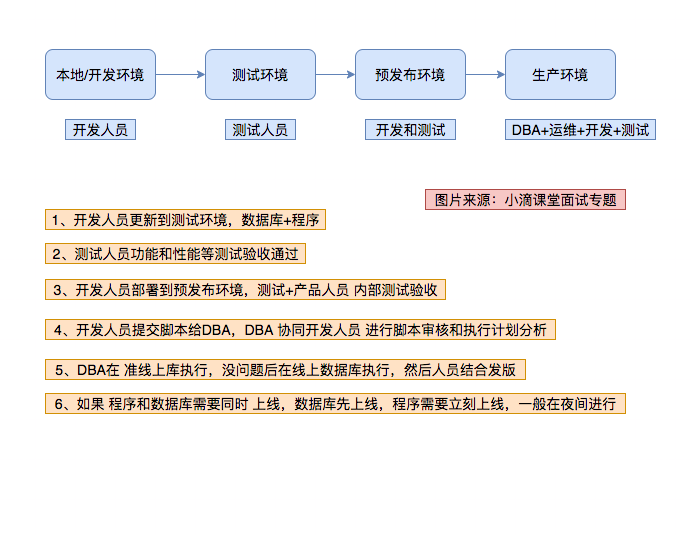 本地/开发环境
测试环境
预发布环境
生产环境
开发人员
测试人员
开发和测试
DBA+运维+开发+测试
图片来源：小滴课堂面试专题
1、开发人员更新到测试环境，数据库+程序
2、测试人员功能和性能等测试验收通过
3、开发人员部署到预发布环境，测试+产品人员 内部测试验收
4、开发人员提交脚本给DBA，DBA 协同开发人员 进行脚本审核和执行计划分析
5、DBA在 准线上库执行，没问题后在线上数据库执行，然后人员结合发版
6、如果 程序和数据库需要同时 上线，数据库先上线，程序需要立刻上线，一般在夜间进行